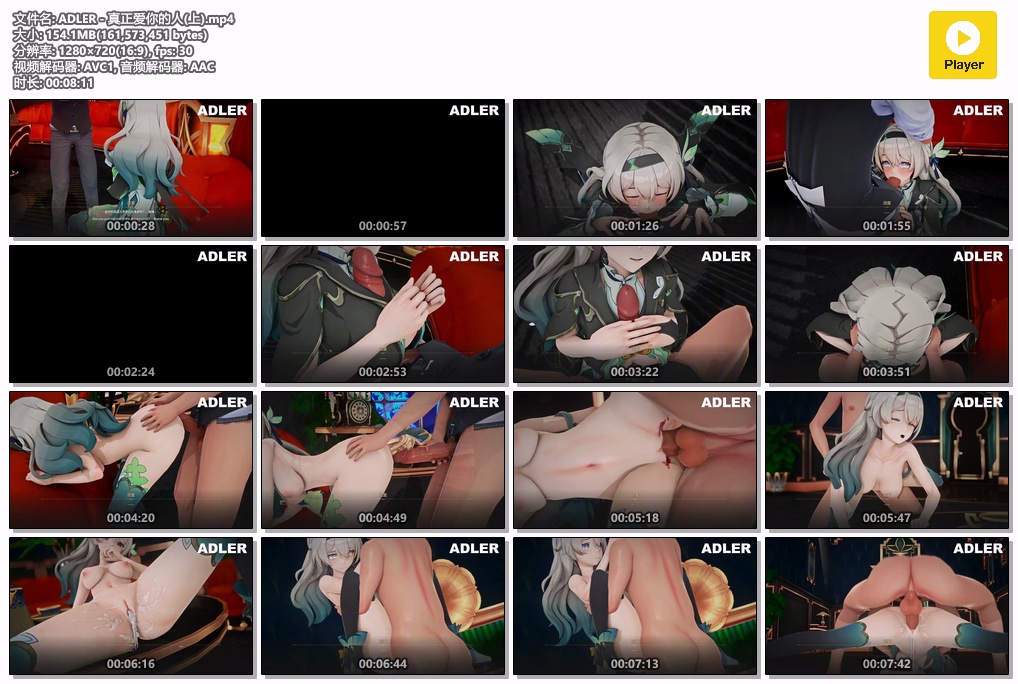 文件名: ADLER - 真正爱你的人(上).mp4
大小: 154.1MB(161,573,451 bytes)
分辨率: 1280×720(16:9), fps: 30
视频解码器: AVC1, 音频解码器: AAC
时长: 00:08:11
Player
ADLER
00:00:28
ADLER
00:00:57
ADLER
00:01:26
ADLER
00:01:55
ADLER
00:02:24
ADLER
00:02:53
ADLER
00:03:22
ADLER
00:03:51
ADLER
00:04:20
ADLER
00:04:49
ADLER
00:05:18
ADLER
00:05:47
ADLER
00:06:16
ADLER
00:06:44
ADLER
00:07:13
ADLER
00:07:42